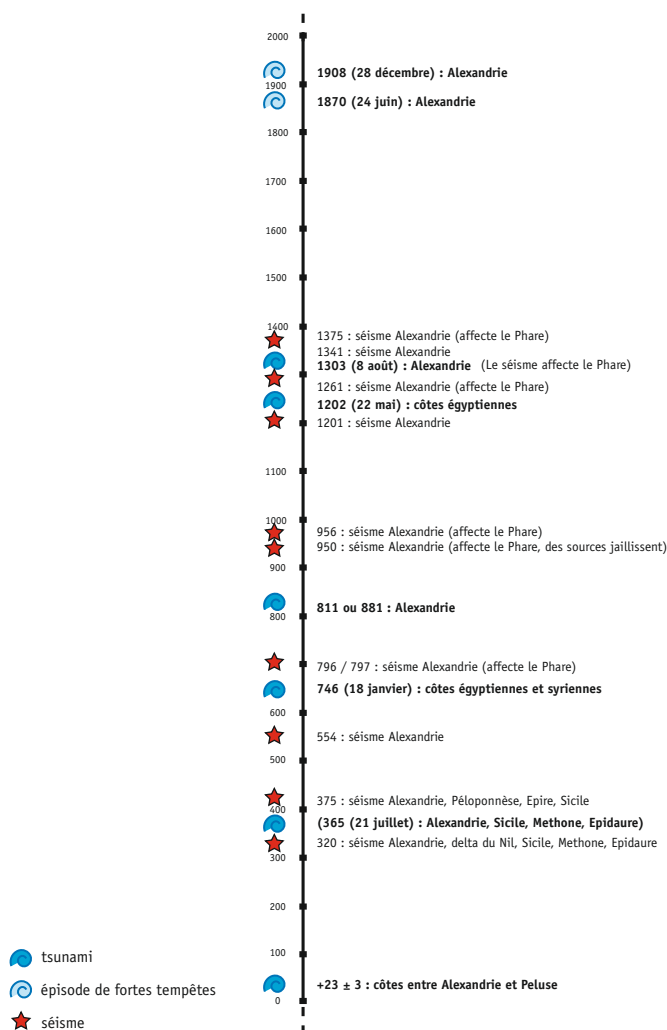 2000
1908 (28 décembre) : Alexandrie
1900
1870 (24 juin) : Alexandrie
1800
1700
1600
1500
1400
1375 : séisme Alexandrie (affecte le Phare)
1341 : séisme Alexandrie
1303 (8 août) : Alexandrie (Le séisme affecte le Phare)
1261 : séisme Alexandrie (affecte le Phare)
1202 (22 mai) : côtes égyptiennes
1201 : séisme Alexandrie
1100
1000
956 : séisme Alexandrie (affecte le Phare)
950 : séisme Alexandrie (affecte le Phare, des sources jaillissent)
900
811 ou 881 : Alexandrie
800
796 / 797 : séisme Alexandrie (affecte le Phare)
746 (18 janvier) : côtes égyptiennes et syriennes
600
554 : séisme Alexandrie
500
375 : séisme Alexandrie, Péloponnèse, Epire, Sicile
400
(365 (21 juillet) : Alexandrie, Sicile, Methone, Epidaure)
320 : séisme Alexandrie, delta du Nil, Sicile, Methone, Epidaure
300
200
100
+23 ± 3 : côtes entre Alexandrie et Peluse
0
tsunami
épisode de fortes tempêtes
séisme